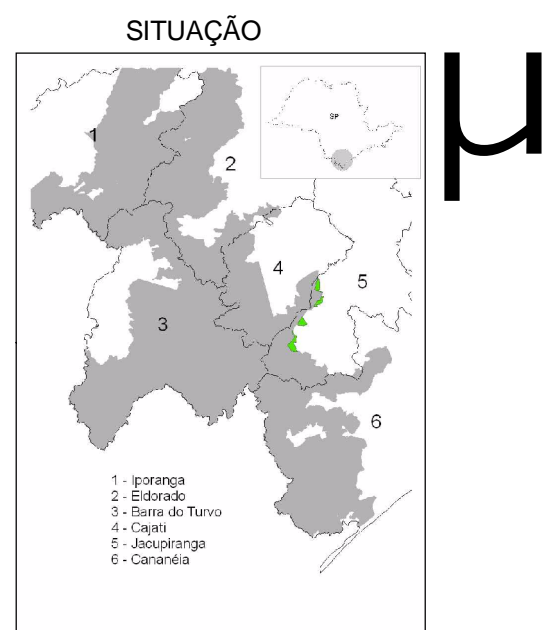 SITUAÇÃO
µ
SP
1
2
4
5
3
6
1 - Iporanga
2 - Eldorado
3 - Barra do Turvo
4 - Cajati
5 - Jacupiranga
6 - Cananéia